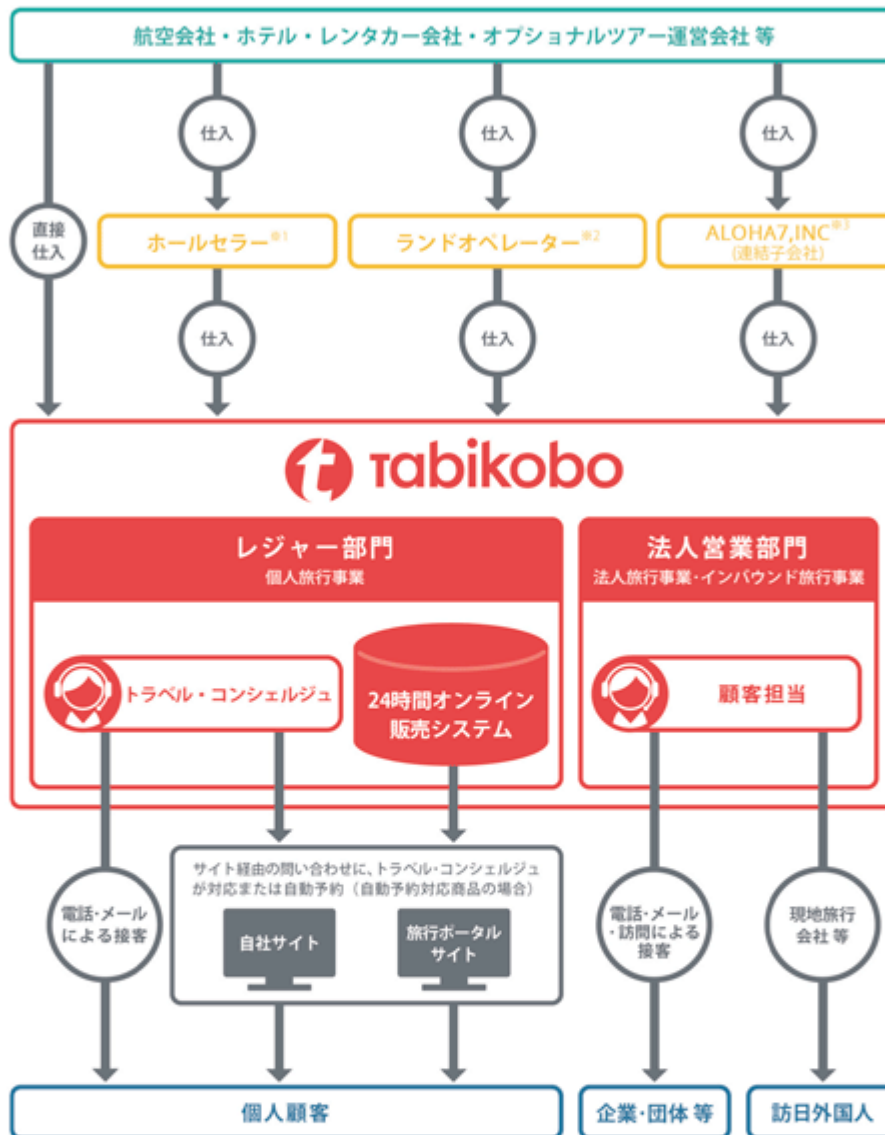 航空会社・ホテル・レンタカー会社・オプショナルツアー運営会社 等
仕入
仕入
仕入
直接
仕入
ホールセラー※1
ランドオペレーター※2
ALOHA7,INC※3
(連結子会社)
仕入
仕入
仕入
Tabikobo
レジャー部門
個人旅行事業
法人営業部門
法人旅行事業・インバウンド旅行事業
トラベル・コンシェルジュ
24時間オンライン
販売システム
顧客担当
サイト経由の問い合わせに、トラベル・コンシェルジュ
が対応または自動予約（自動予約対応商品の場合）
電話・メール
による接客
自社サイト
旅行ポータル
サイト
電話・メール
・訪問による
接客
現地旅行
会社 等
個人顧客
企業・団体 等
訪日外国人